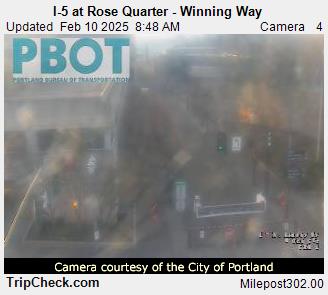 I-5 at Rose Quarter - Winning Way
Updated Feb 10 2025 8:48 AM Camera 4
PBOT
PORTLAND BUREAU OF TRANSPORTATION
Camera courtesy of the City of Portland
TripCheck.com Milepost302.00